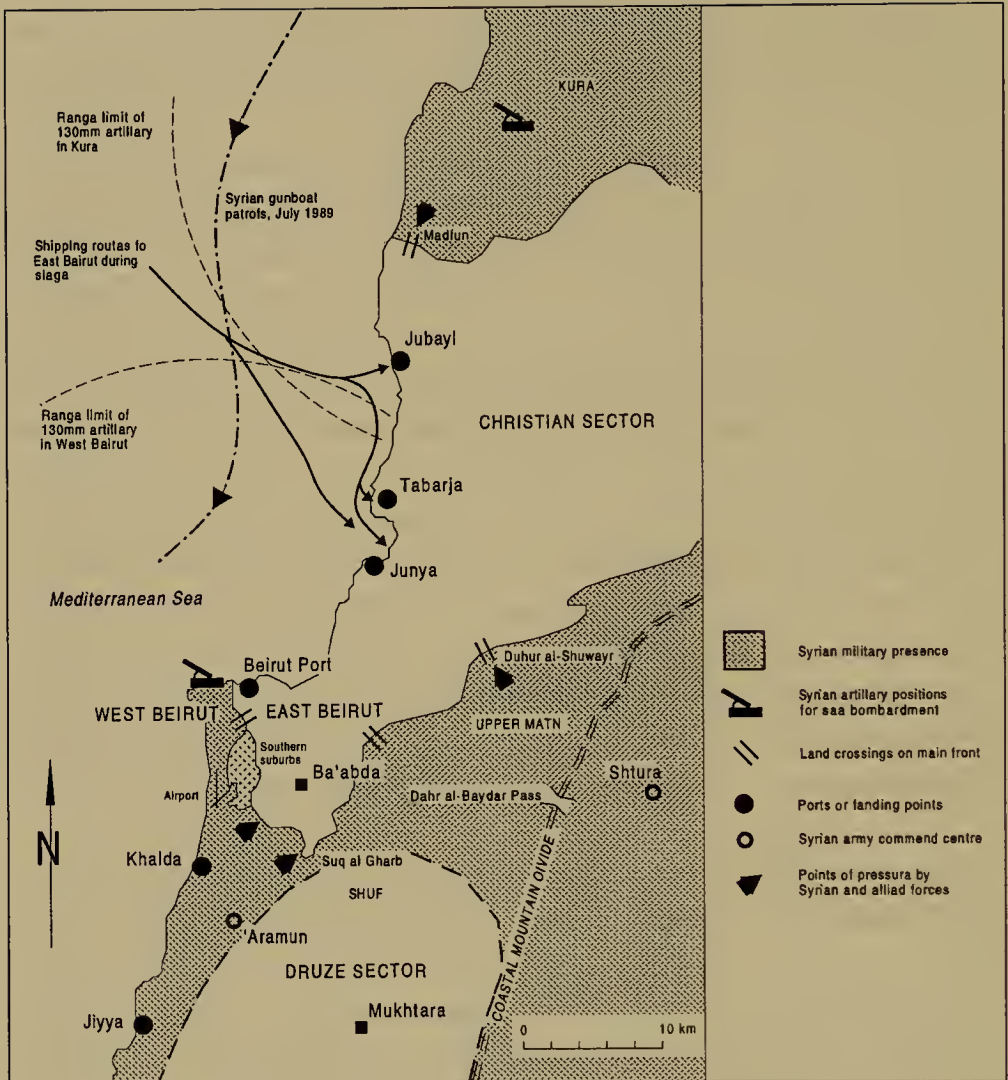 KURA
Ranga limit of
130mm artillary
in Kura
Syrian gunboat
patrofs, July 1989
Madfun
Shipping routas fo
East Bairut during
siaga
Jubayl
Ranga limit of
130mm artillary
in West Bairut
CHRISTIAN SECTOR
Tabarja
Junya
Mediterranean Sea
Beirut Port
WEST BEIRUT
EAST BEIRUT
Duhur al-Shuwayr
UPPER MATN
Southern
suburbs
Ba'abda
Airport
Dahr al-Baydar Pass
Shtura
N
Khalda
Suq al Gharb
SHUF
'Aramun
DRUZE SECTOR
COASTAL MOUNTAIN DIVIDE
Jiyya
Mukhtara
0 10 km
Syrian military presence
Syrian artillary positions
for saa bombardment
Land crossings on main front
Ports or fanding points
Syrian army commend centre
Points of pressura by
Syrian and alliad forces